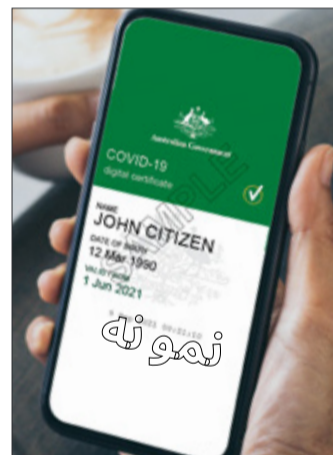 Australian Government
COVID-19
digital certificate
SAMPLE
NAME
JOHN CITIZEN
DATE OF BIRTH
12 Mar 1990
VALID FROM
1 Jun 2021
نمونه